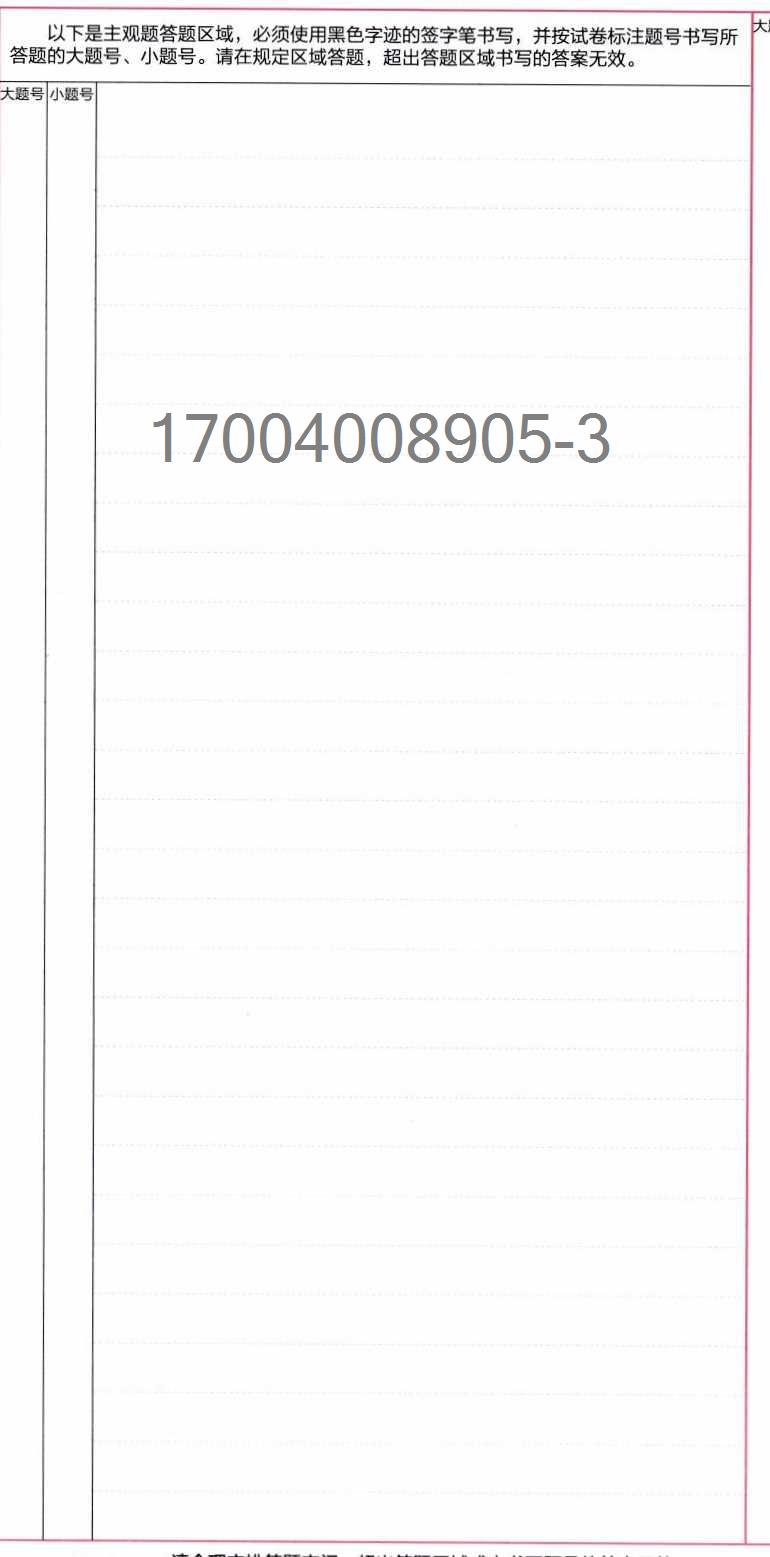 以下是主观题答题区域，必须使用黑色字迹的签字笔书写，并按试卷标注题号书写所
答题的大题号、小题号。请在规定区域答题，超出答题区域书写的答案无效。
大题号 小题号
17004008905-3